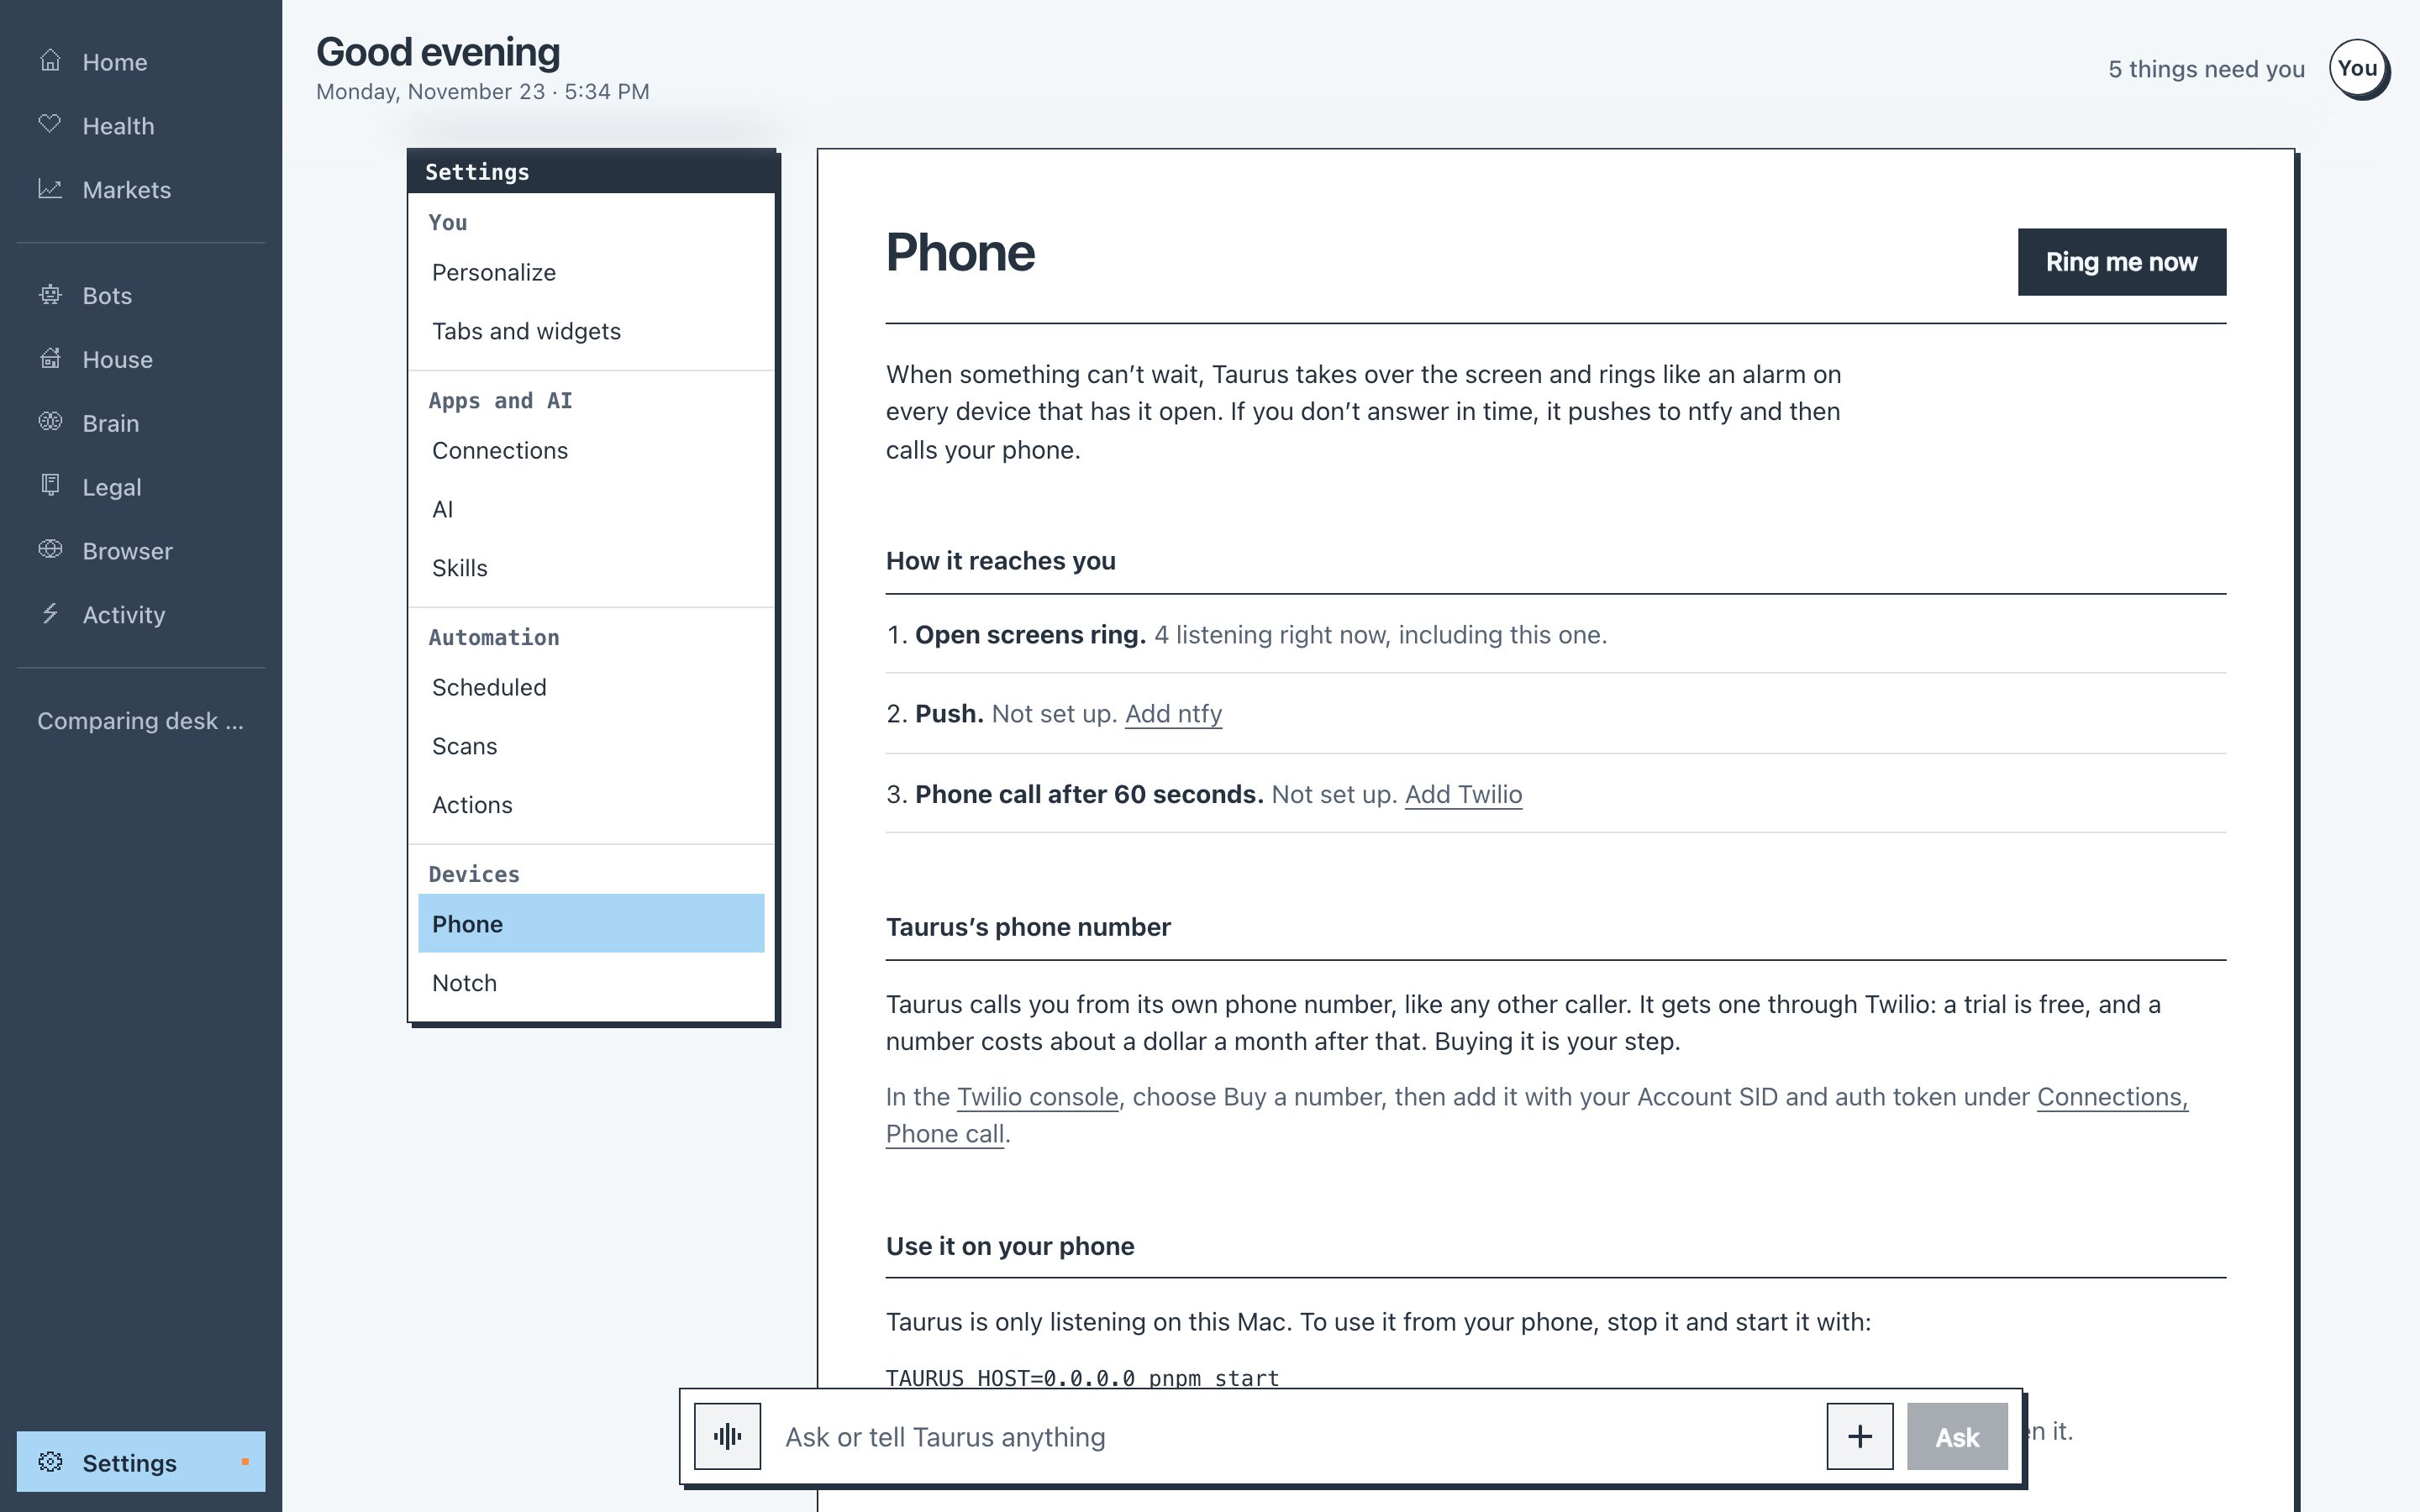 Home
Health
Markets
Bots
House
Brain
Legal
Browser
Activity
Comparing desk ...
Settings
Good evening
Monday, November 23 · 5:34 PM
5 things need you
You
Settings
You
Personalize
Tabs and widgets
Apps and AI
Connections
AI
Skills
Automation
Scheduled
Scans
Actions
Devices
Phone
Notch
Phone
Ring me now
When something can’t wait, Taurus takes over the screen and rings like an alarm on
every device that has it open. If you don’t answer in time, it pushes to ntfy and then
calls your phone.
How it reaches you
1. Open screens ring. 4 listening right now, including this one.
2. Push. Not set up. Add ntfy
3. Phone call after 60 seconds. Not set up. Add Twilio
Taurus’s phone number
Taurus calls you from its own phone number, like any other caller. It gets one through Twilio: a trial is free, and a
number costs about a dollar a month after that. Buying it is your step.
In the Twilio console, choose Buy a number, then add it with your Account SID and auth token under Connections,
Phone call.
Use it on your phone
Taurus is only listening on this Mac. To use it from your phone, stop it and start it with:
TAURUS_HOST=0.0.0.0 pnpm start
Ask or tell Taurus anything
Ask
it.